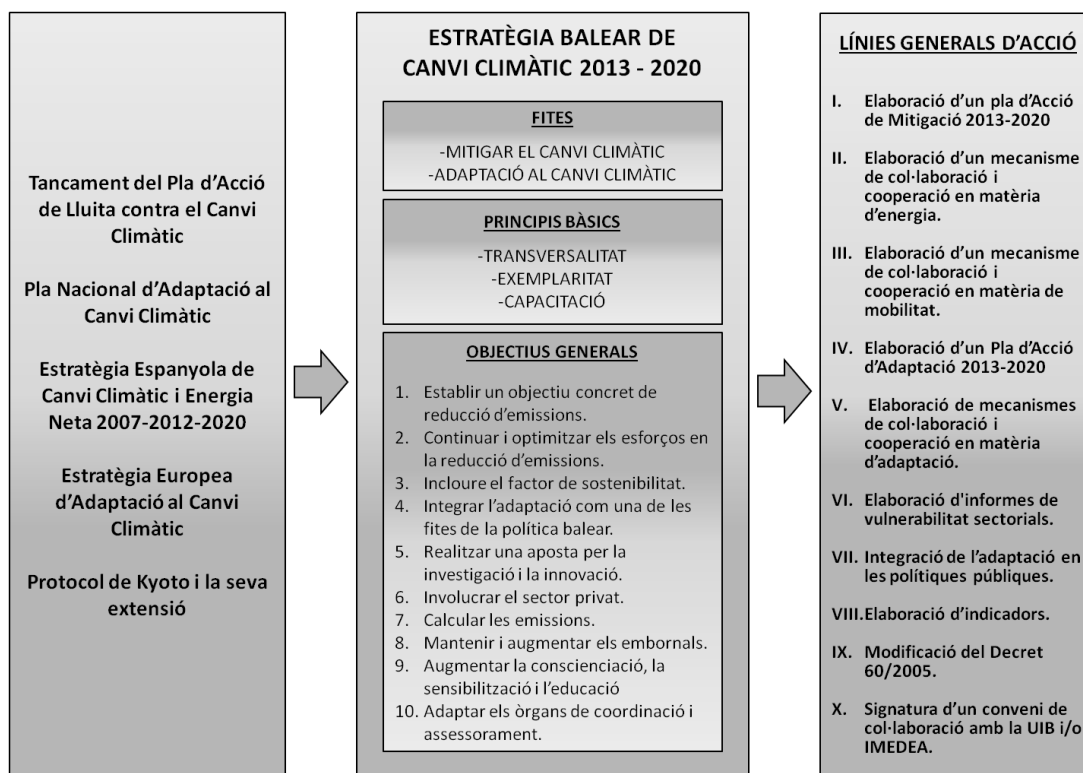 Tancament del Pla d'Acció
de Lluita contra el Canvi
Climàtic
Pla Nacional d'Adaptació al
Canvi Climàtic
Estratègia Espanyola de
Canvi Climàtic i Energia
Neta 2007-2012-2020
Estratègia Europea
d'Adaptació al Canvi
Climàtic
Protocol de Kyoto i la seva
extensió
ESTRATÈGIA BALEAR DE
CANVI CLIMÀTIC 2013 - 2020
FITES
-MITIGAR EL CANVI CLIMÀTIC
-ADAPTACIÓ AL CANVI CLIMÀTIC
PRINCIPIS BÀSICS
-TRANSVERSALITAT
-EXEMPLARITAT
-CAPACITACIÓ
OBJECTIUS GENERALS
1. Establir un objectiu concret de
reducció d'emissions.
2. Continuar i optimitzar els esforços en
la reducció d'emissions.
3. Incloure el factor de sostenibilitat.
4. Integrar l'adaptació com una de les
fites de la política balear.
5. Realitzar una aposta per la
investigació i la innovació.
6. Involucrar el sector privat.
7. Calcular les emissions.
8. Mantenir i augmentar els embornals.
9. Augmentar la conscienciació, la
sensibilització i l'educació
10. Adaptar els òrgans de coordinació i
assessorament.
LÍNIES GENERALS D'ACCIÓ
I. Elaboració d'un pla d'Acció
de Mitigació 2013-2020
II. Elaboració d'un mecanisme
de col·laboració i
cooperació en matèria
d'energia.
III. Elaboració d'un mecanisme
de col·laboració i
cooperació en matèria de
mobilitat.
IV. Elaboració d'un Pla d'Acció
d'Adaptació 2013-2020
V. Elaboració de mecanismes
de col·laboració i
cooperació en matèria
d'adaptació.
VI. Elaboració d'informes de
vulnerabilitat sectorials.
VII. Integració de l'adaptació en
les polítiques públiques.
VIII. Elaboració d'indicadors.
IX. Modificació del Decret
60/2005.
X. Signatura d'un conveni de
col·laboració amb la UIB i/o
IMEDEA.